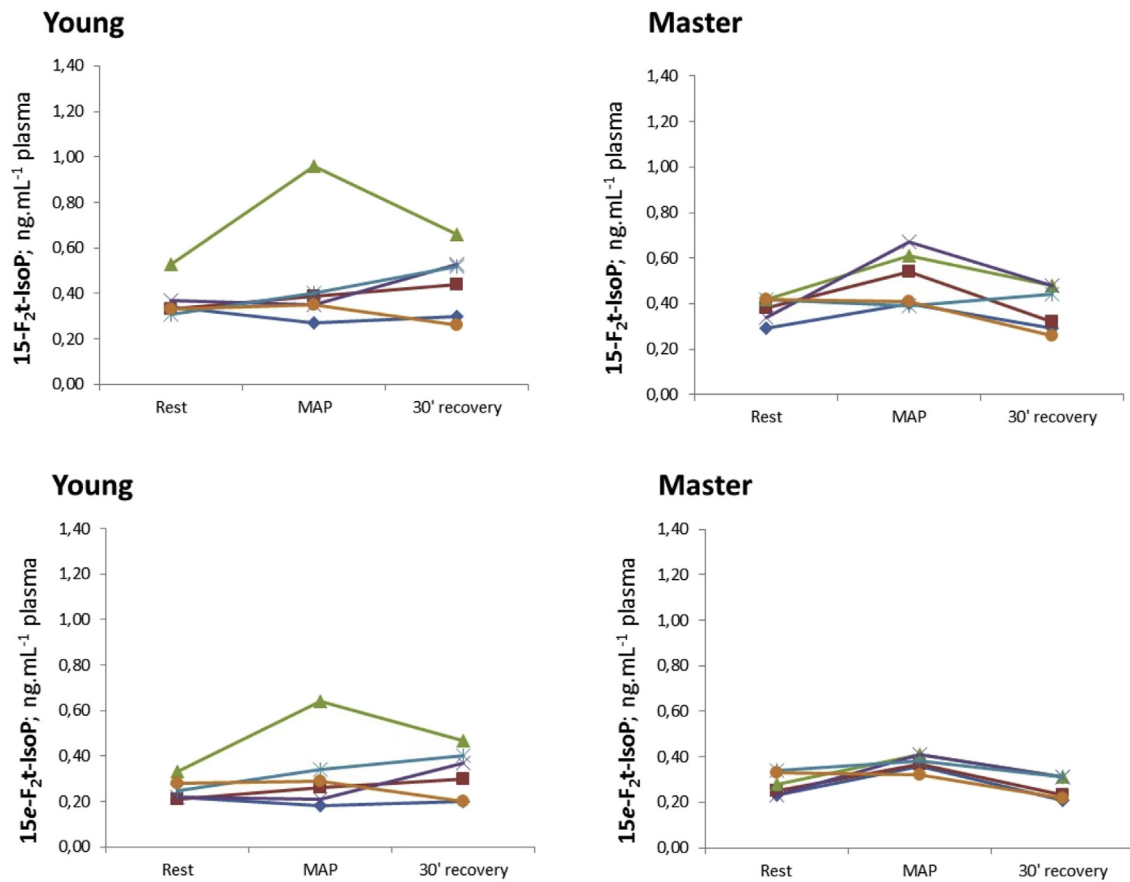 Young
15-F₂t-IsoP; ng.mL⁻¹ plasma
1,40
1,20
1,00
0,80
0,60
0,40
0,20
0,00
Rest MAP 30' recovery
Master
15-F₂t-IsoP; ng.mL⁻¹ plasma
1,40
1,20
1,00
0,80
0,60
0,40
0,20
0,00
Rest MAP 30' recovery
Young
15e-F₂t-IsoP; ng.mL⁻¹ plasma
1,40
1,20
1,00
0,80
0,60
0,40
0,20
0,00
Rest MAP 30' recovery
Master
15e-F₂t-IsoP; ng.mL⁻¹ plasma
1,40
1,20
1,00
0,80
0,60
0,40
0,20
0,00
Rest MAP 30' recovery